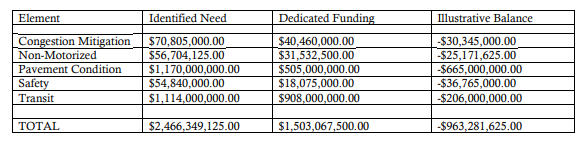 Element Identified Need Dedicated Funding Illustrative Balance
Congestion Mitigation $70,805,000.00 $40,460,000.00 -$30,345,000.00
Non-Motorized $56,704,125.00 $31,532,500.00 -$25,171,625.00
Pavement Condition $1,170,000,000.00 $505,000,000.00 -$665,000,000.00
Safety $54,840,000.00 $18,075,000.00 -$36,765,000.00
Transit $1,114,000,000.00 $908,000,000.00 -$206,000,000.00
TOTAL $2,466,349,125.00 $1,503,067,500.00 -$963,281,625.00